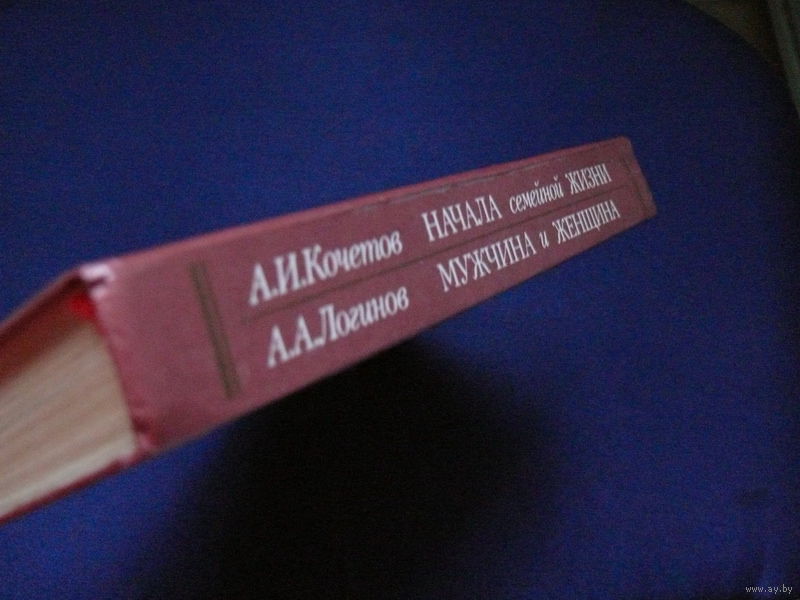 А.И.Кочетов НАЧАЛА семейной ЖИЗНИ
А.А.Логинов МУЖЧИНА и ЖЕНЩИНА
www.ay.by